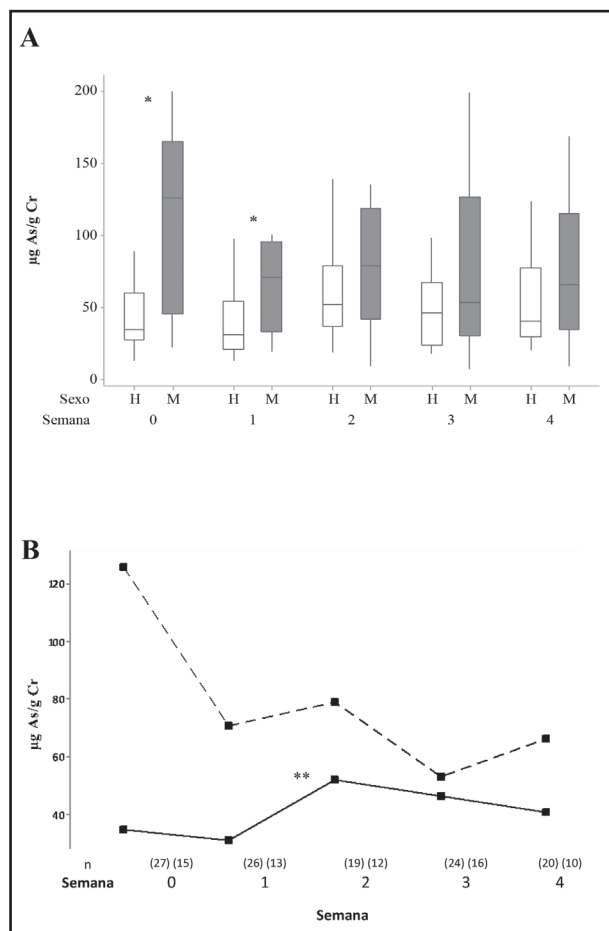 A
µg As/g Cr
200
150
100
50
0
*
*
Sexo H M H M H M H M H M
Semana 0 1 2 3 4
B
µg As/g Cr
120
100
80
60
40
**
n (27) (15) (26) (13) (19) (12) (24) (16) (20) (10)
Semana 0 1 2 3 4
Semana